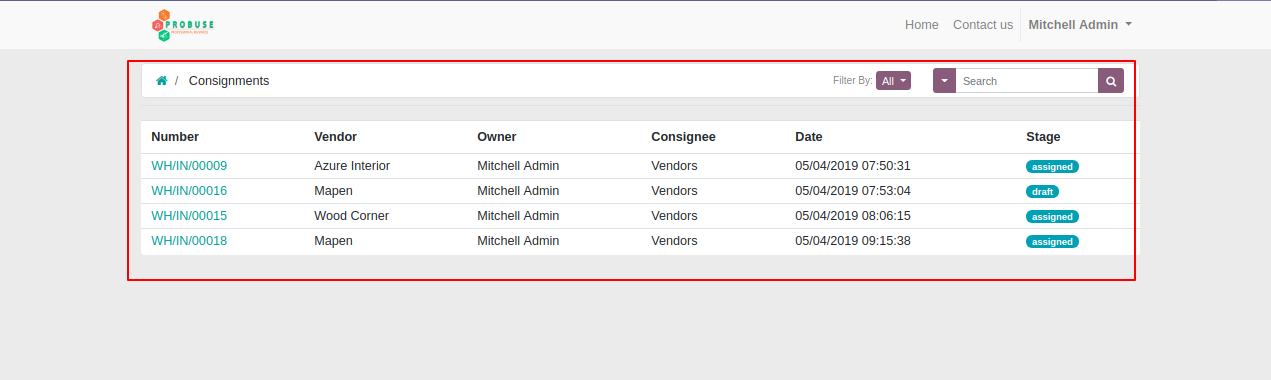 PROBUSE
Home Contact us Mitchell Admin
/ Consignments Filter By: All Search
Number Vendor Owner Consignee Date Stage
WH/IN/00009 Azure Interior Mitchell Admin Vendors 05/04/2019 07:50:31 assigned
WH/IN/00016 Mapen Mitchell Admin Vendors 05/04/2019 07:53:04 draft
WH/IN/00015 Wood Corner Mitchell Admin Vendors 05/04/2019 08:06:15 assigned
WH/IN/00018 Mapen Mitchell Admin Vendors 05/04/2019 09:15:38 assigned